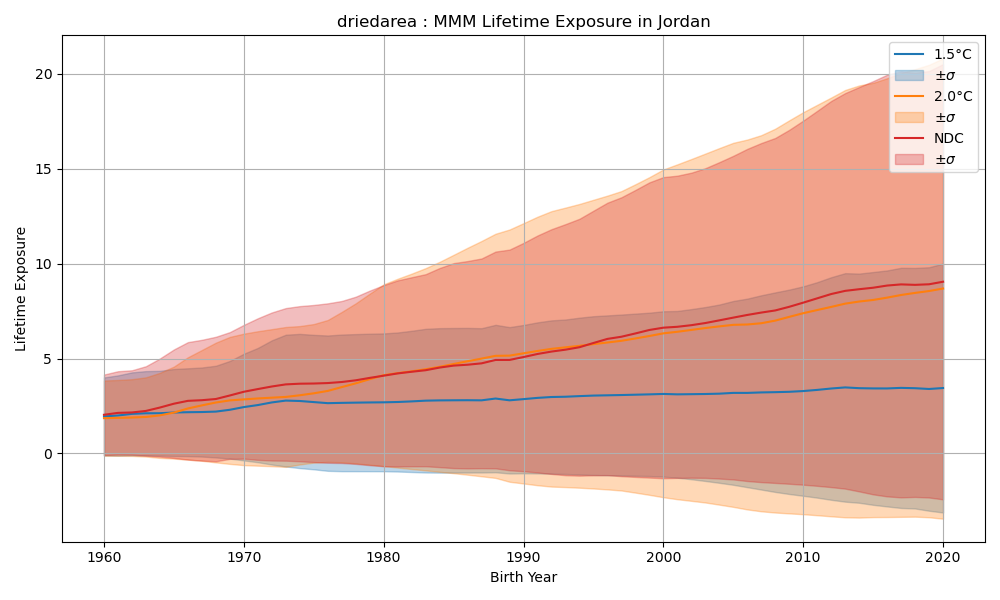 driedarea : MMM Lifetime Exposure in Jordan
Lifetime Exposure
20
15
10
5
0
1960 1970 1980 1990 2000 2010 2020
Birth Year
1.5°C
±σ
2.0°C
±σ
NDC
±σ